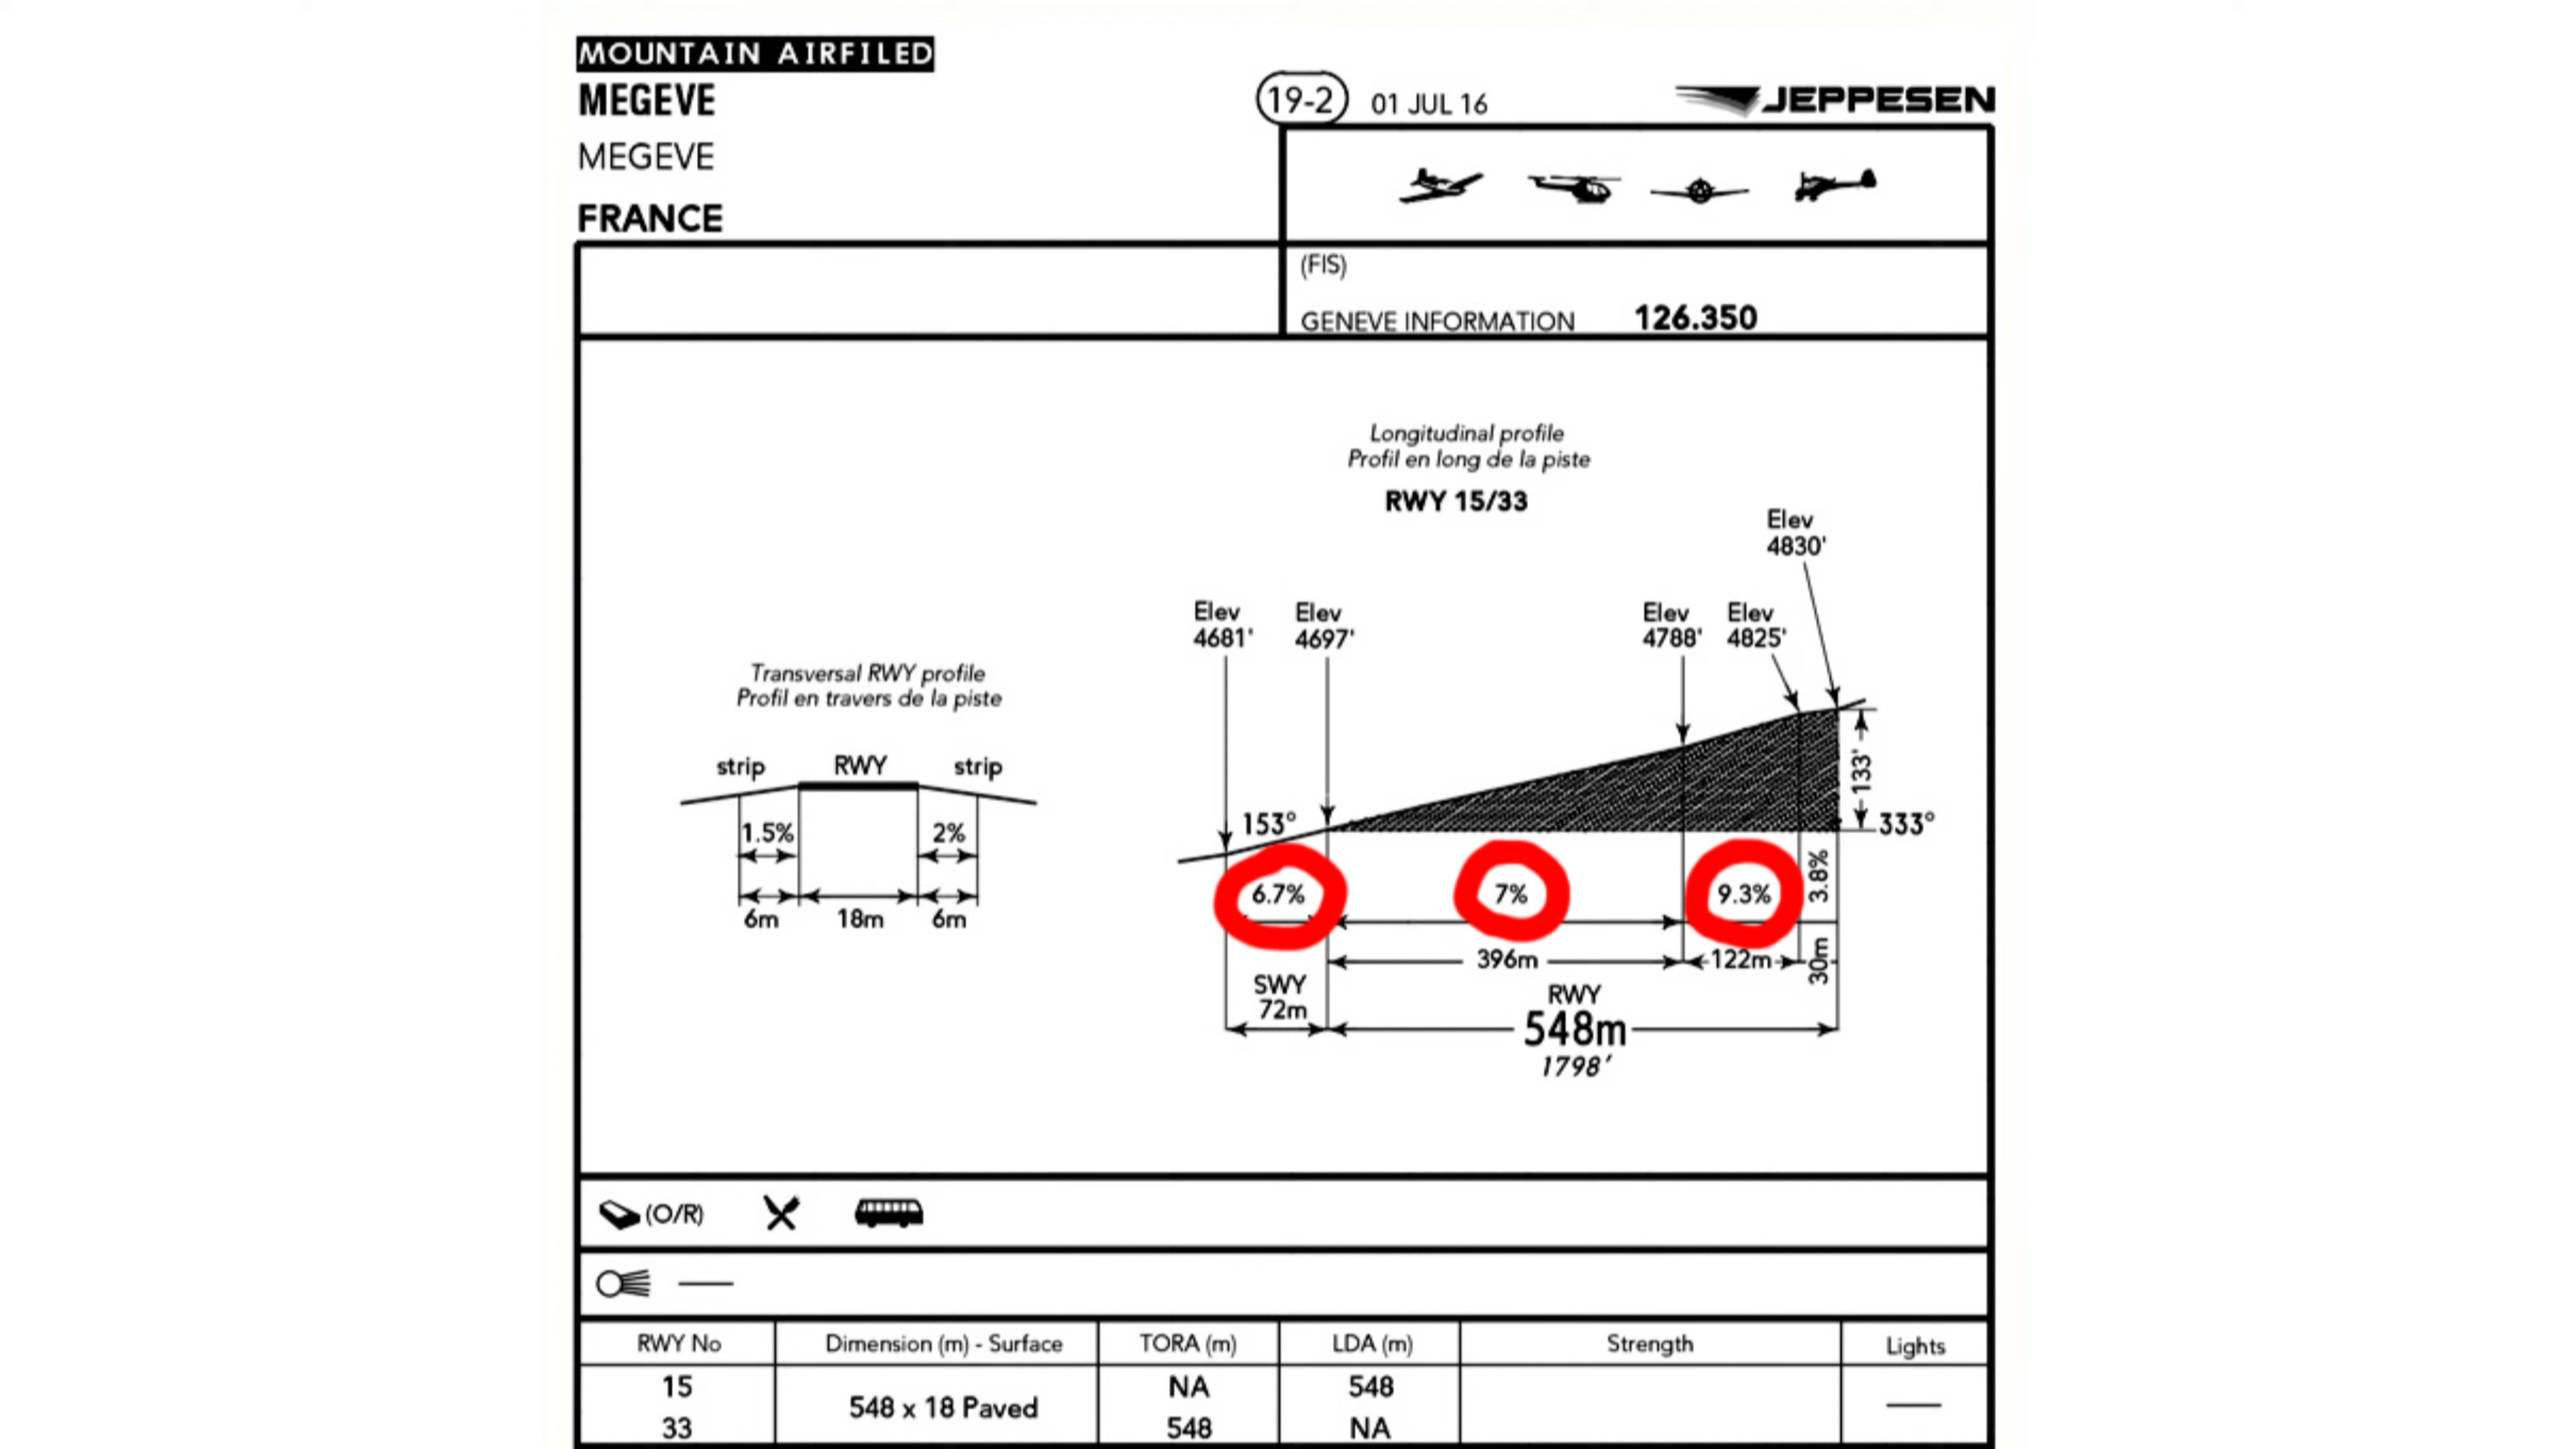 MOUNTAIN AIRFILED
MEGEVE
MEGEVE
FRANCE
19-2 01 JUL 16
JEPPESEN
(FIS)
GENEVE INFORMATION 126.350
Longitudinal profile
Profil en long de la piste
RWY 15/33
Elev
4830'
Elev Elev Elev Elev
4681' 4697' 4788' 4825'
Transversal RWY profile
Profil en travers de la piste
strip RWY strip
1.5% 2%
6m 18m 6m
153° 133' 333°
6.7% 7% 9.3% 3.8%
396m 122m 30m
SWY
72m
RWY
548m
1798'
(O/R)
RWY No Dimension (m) - Surface TORA (m) LDA (m) Strength Lights
15 NA 548
548 x 18 Paved
33 548 NA